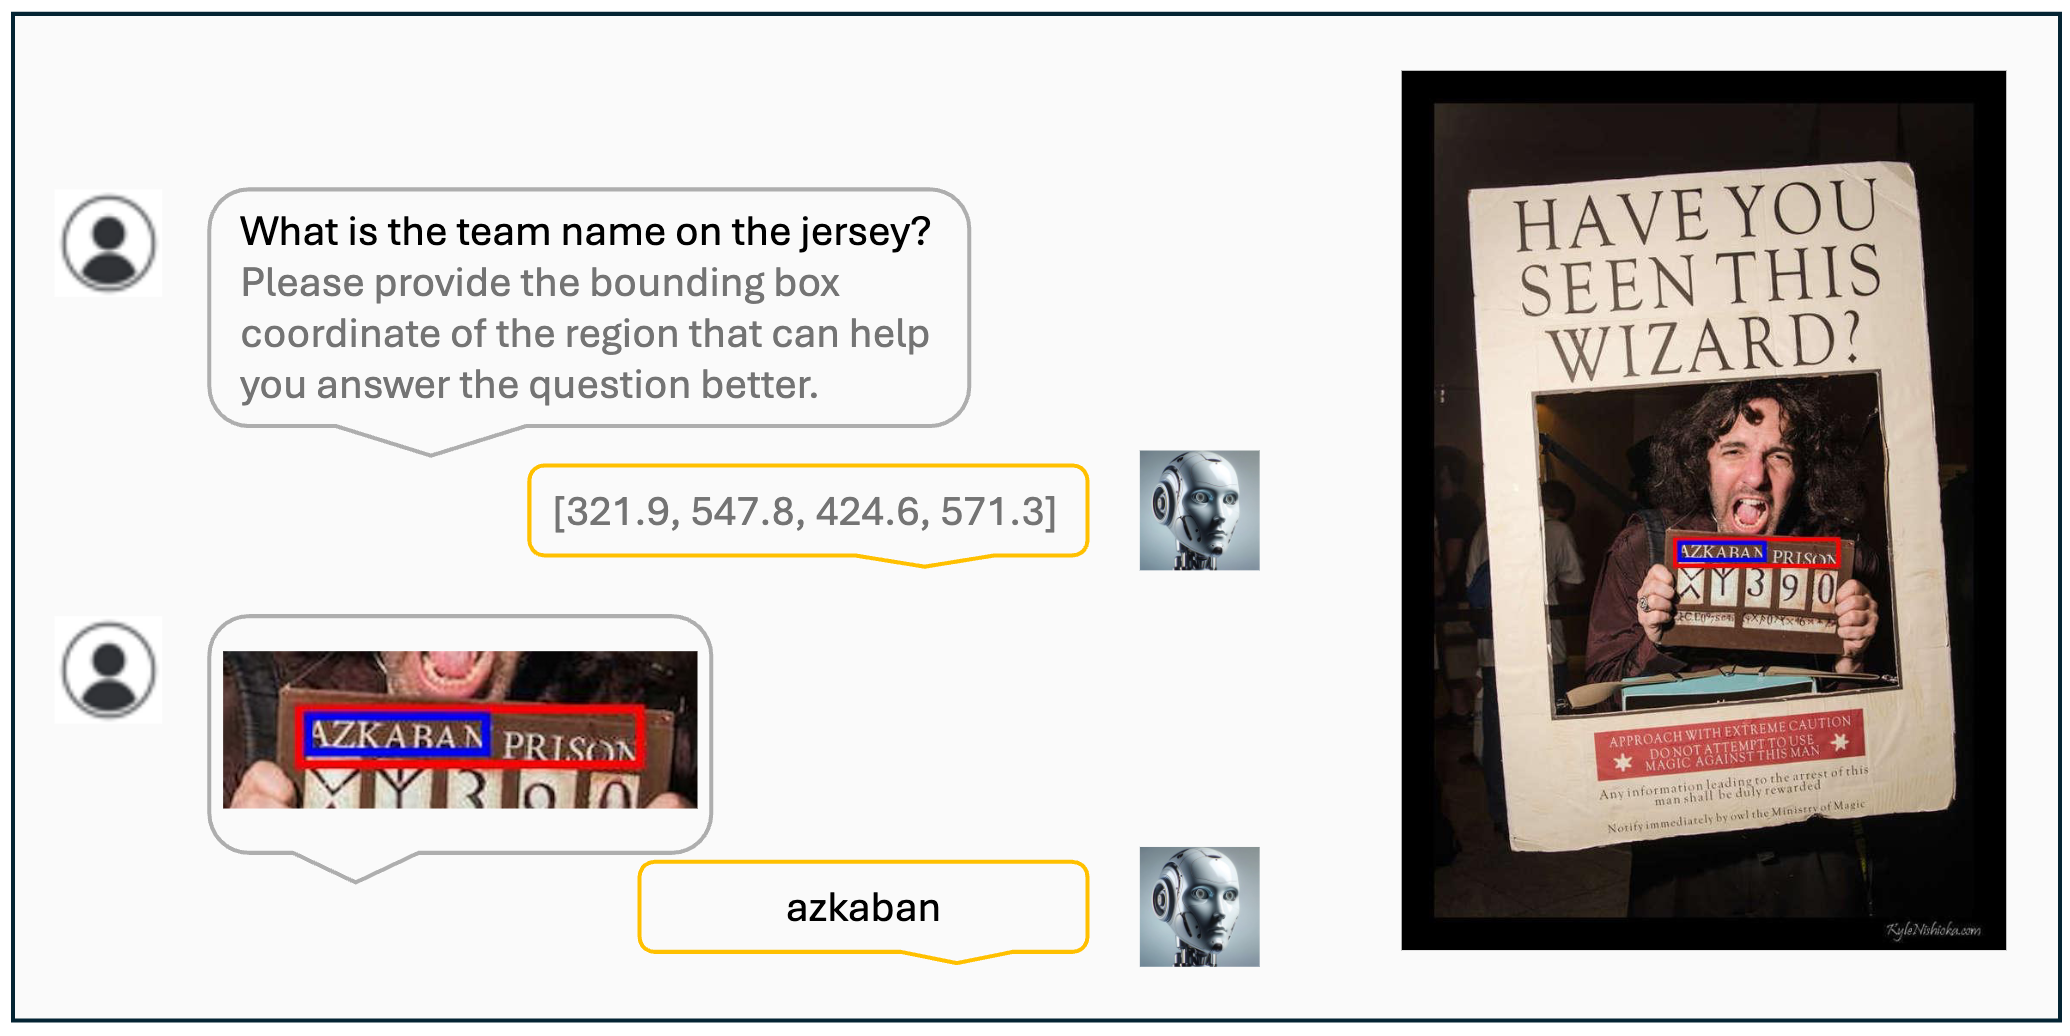 What is the team name on the jersey?
Please provide the bounding box
coordinate of the region that can help
you answer the question better.
[321.9, 547.8, 424.6, 571.3]
AZKABAN PRISON
azkaban
HAVE YOU
SEEN THIS
WIZARD?
AZKABAN PRISON
390
APPROACH WITH EXTREME CAUTION
DO NOT ATTEMPT TO USE
MAGIC AGAINST THIS MAN
Any information leading to the arrest of this
man shall be duly rewarded
Notify immediately by owl the Ministry of Magic
KyleNishioka.com